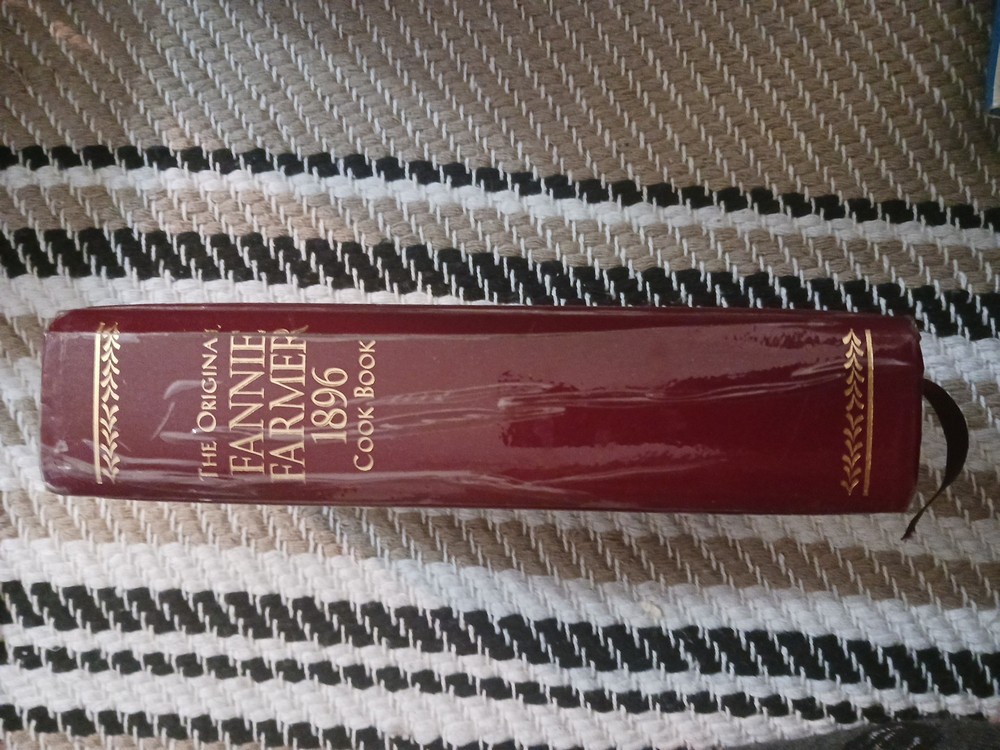 THE ORIGINAL
FANNIE
FARMER
1896
COOK BOOK